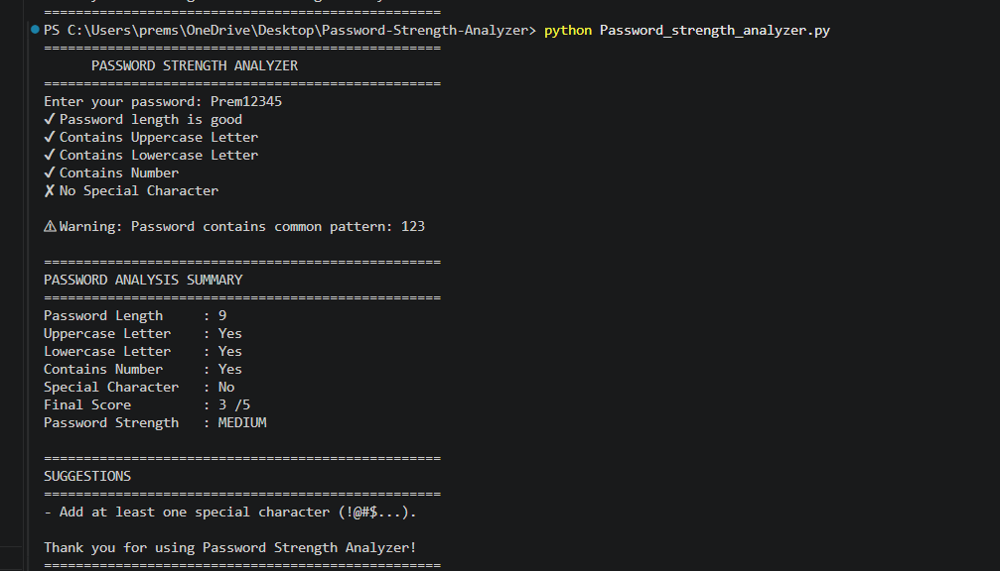 ==================================================
PS C:\Users\prems\OneDrive\Desktop\Password-Strength-Analyzer> python Password_strength_analyzer.py
==================================================
PASSWORD STRENGTH ANALYZER
==================================================
Enter your password: Prem12345
✓ Password length is good
✓ Contains Uppercase Letter
✓ Contains Lowercase Letter
✓ Contains Number
✗ No Special Character
⚠ Warning: Password contains common pattern: 123
==================================================
PASSWORD ANALYSIS SUMMARY
==================================================
Password Length : 9
Uppercase Letter : Yes
Lowercase Letter : Yes
Contains Number : Yes
Special Character : No
Final Score : 3 /5
Password Strength : MEDIUM
==================================================
SUGGESTIONS
==================================================
- Add at least one special character (!@#$...).
Thank you for using Password Strength Analyzer!
==================================================